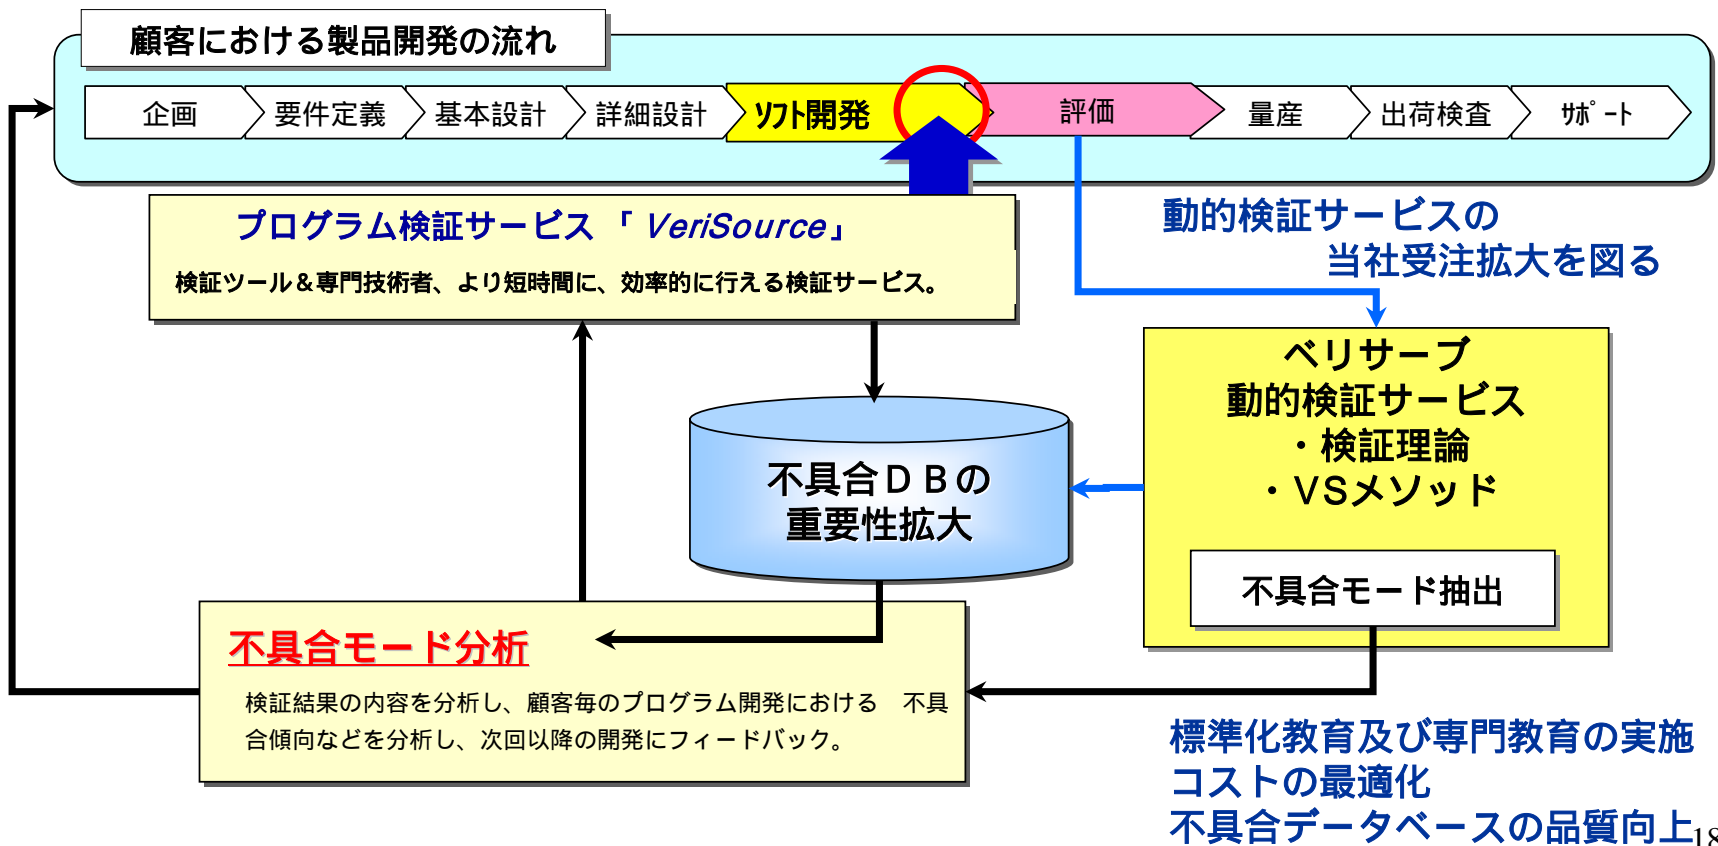 顧客における製品開発の流れ
企画
要件定義
基本設計
詳細設計
ソフト開発
評価
量産
出荷検査
ｻﾎﾟｰﾄ
プログラム検証サービス 「 VeriSource」
検証ツール＆専門技術者、より短時間に、効率的に行える検証サービス。
動的検証サービスの
当社受注拡大を図る
ベリサーブ
動的検証サービス
・検証理論
・VSメソッド
不具合モード抽出
不具合ＤＢの
重要性拡大
不具合モード分析
検証結果の内容を分析し、顧客毎のプログラム開発における　不具
合傾向などを分析し、次回以降の開発にフィードバック。
標準化教育及び専門教育の実施
コストの最適化
不具合データベースの品質向上
18